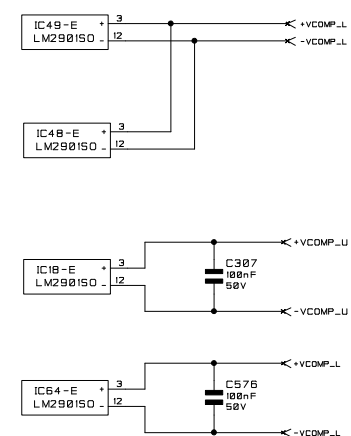 IC49-E + 3
LM2901SO - 12
+VCOMP_L
-VCOMP_L
IC48-E + 3
LM2901SO - 12
IC18-E + 3
LM2901SO - 12
C307
100nF
50V
+VCOMP_U
-VCOMP_U
IC64-E + 3
LM2901SO - 12
C576
100nF
50V
+VCOMP_L
-VCOMP_L